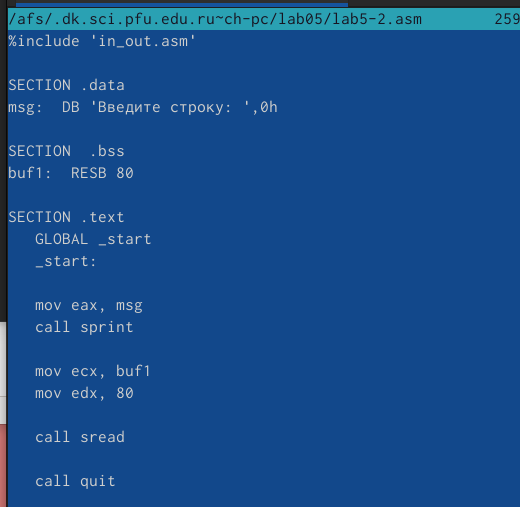 /afs/.dk.sci.pfu.edu.ru~ch-pc/lab05/lab5-2.asm 259
%include 'in_out.asm'
SECTION .data
msg:  DB 'Введите строку: ',0h
SECTION  .bss
buf1:  RESB 80
SECTION .text
GLOBAL _start
_start:
mov eax, msg
call sprint
mov ecx, buf1
mov edx, 80
call sread
call quit